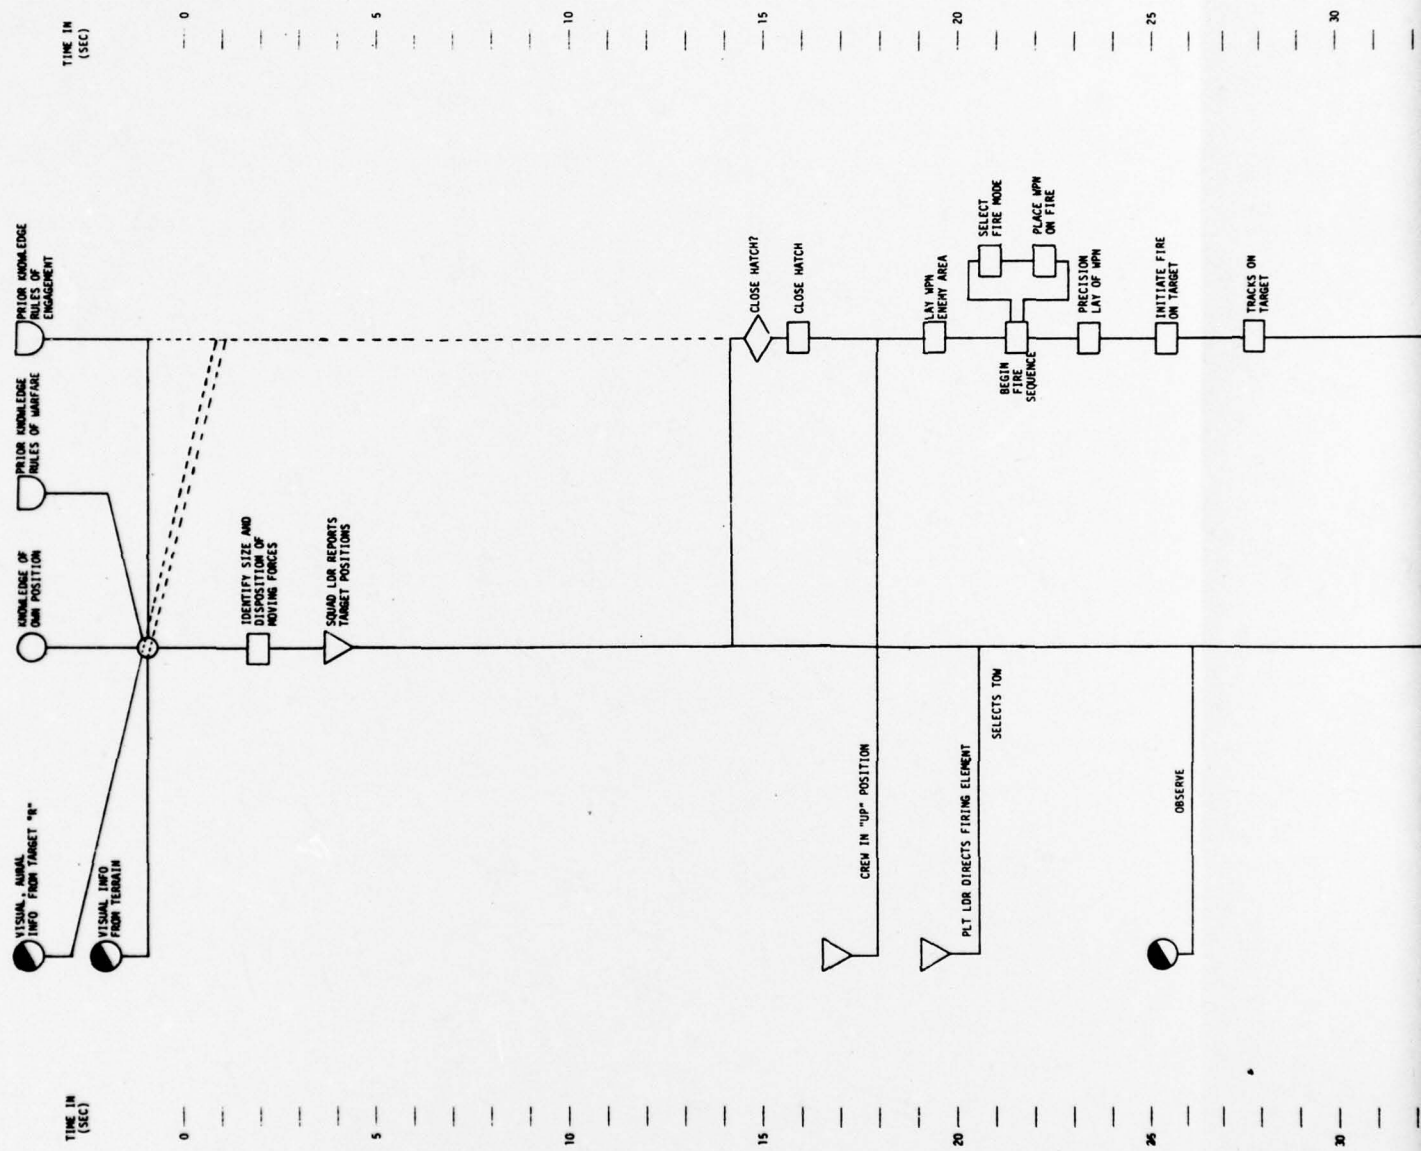 TIME IN
(SEC)
0
5
10
15
20
25
30
PRIOR KNOWLEDGE
RULES OF
ENGAGEMENT
PRIOR KNOWLEDGE
RULES OF WARFARE
KNOWLEDGE OF
OWN POSITION
VISUAL, AURAL
INFO FROM TARGET "R"
VISUAL INFO
FROM TERRAIN
IDENTIFY SIZE AND
DISPOSITION OF
MOVING FORCES
SQUAD LDR REPORTS
TARGET POSITIONS
CLOSE HATCH?
CLOSE HATCH
CREW IN "UP" POSITION
LAY WPN
ENEMY AREA
PLT LDR DIRECTS FIRING ELEMENT
SELECTS TOW
SELECT
FIRE MODE
PLACE WPN
ON FIRE
BEGIN
FIRE
SEQUENCE
PRECISION
LAY OF WPN
INITIATE FIRE
ON TARGET
OBSERVE
TRACKS ON
TARGET
TIME IN
(SEC)
0
5
10
15
20
25
30